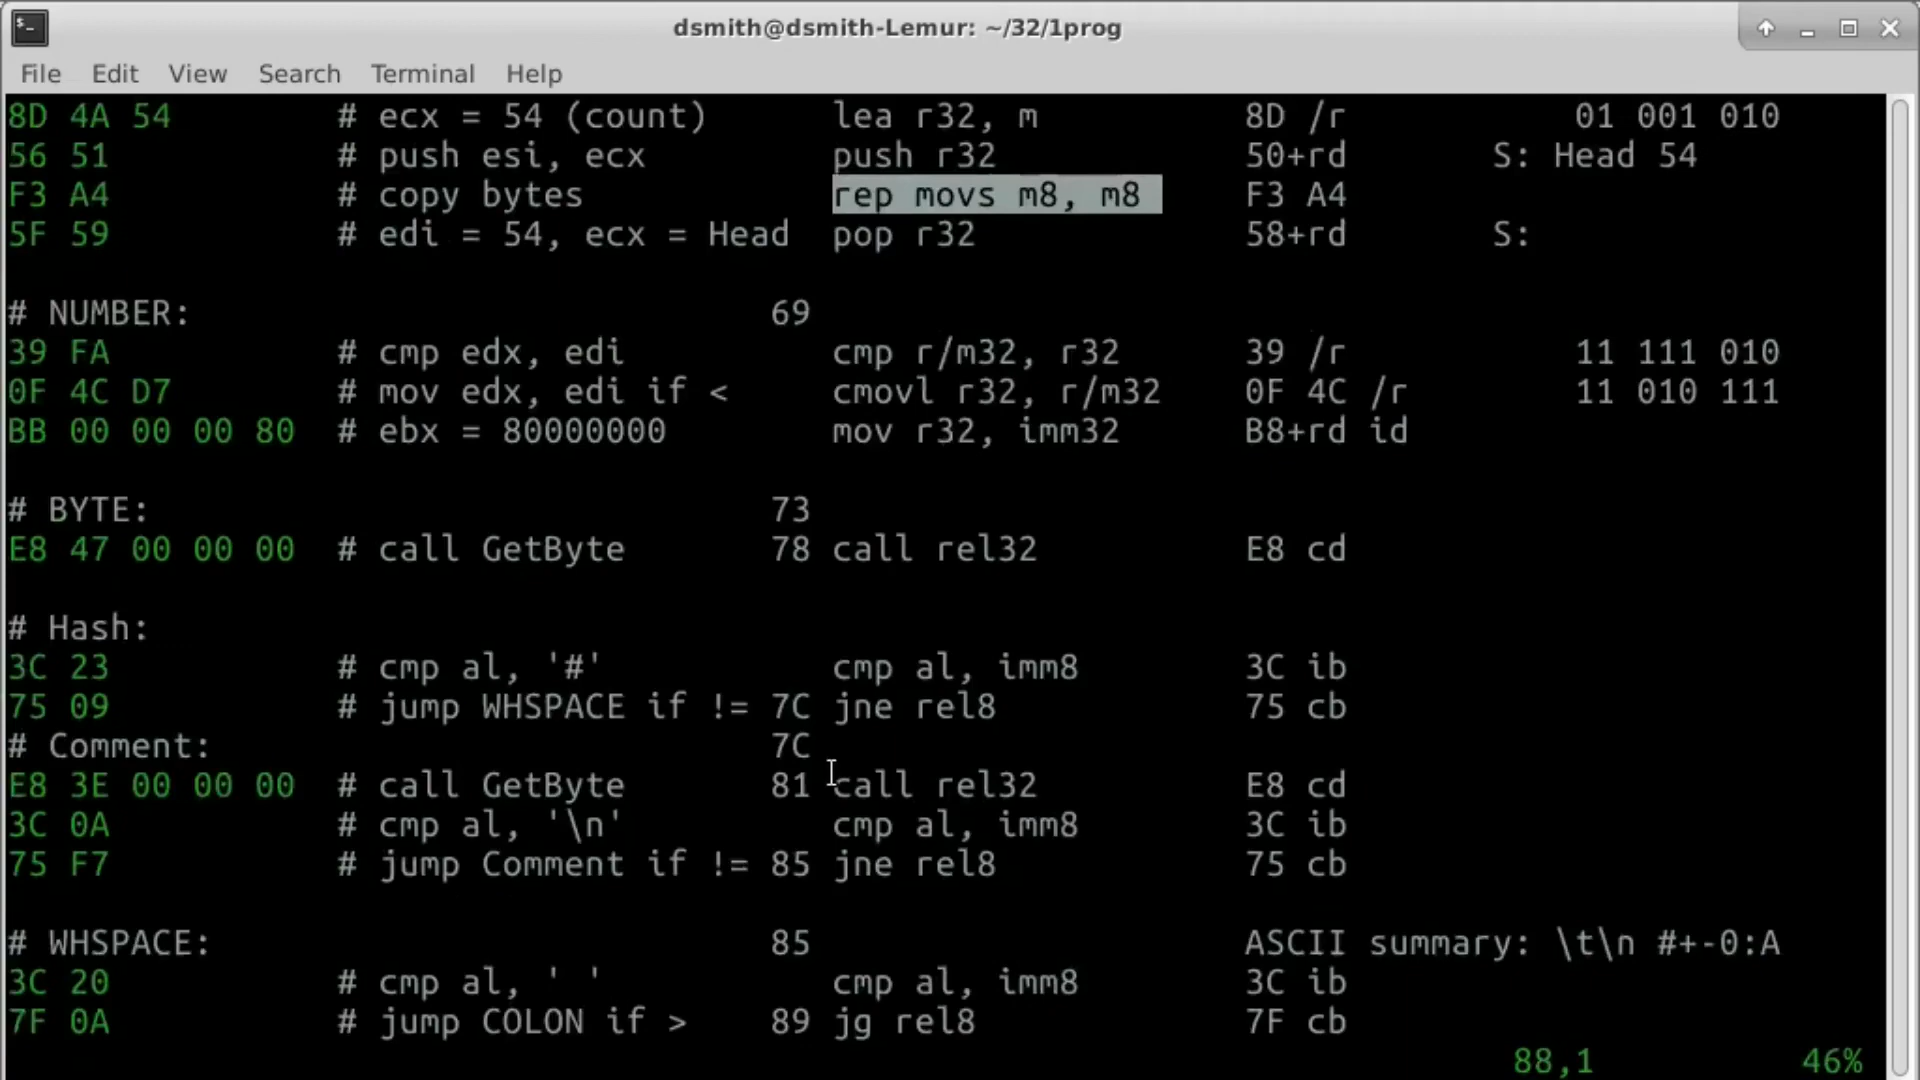 dsmith@dsmith-Lemur: ~/32/1prog
File Edit View Search Terminal Help
8D 4A 54 # ecx = 54 (count) lea r32, m 8D /r 01 001 010
56 51 # push esi, ecx push r32 50+rd S: Head 54
F3 A4 # copy bytes rep movs m8, m8 F3 A4
5F 59 # edi = 54, ecx = Head pop r32 58+rd S:
# NUMBER: 69
39 FA # cmp edx, edi cmp r/m32, r32 39 /r 11 111 010
0F 4C D7 # mov edx, edi if < cmovl r32, r/m32 0F 4C /r 11 010 111
BB 00 00 00 80 # ebx = 80000000 mov r32, imm32 B8+rd id
# BYTE: 73
E8 47 00 00 00 # call GetByte 78 call rel32 E8 cd
# Hash:
3C 23 # cmp al, '#' cmp al, imm8 3C ib
75 09 # jump WHSPACE if != 7C jne rel8 75 cb
# Comment: 7C
E8 3E 00 00 00 # call GetByte 81 call rel32 E8 cd
3C 0A # cmp al, '\n' cmp al, imm8 3C ib
75 F7 # jump Comment if != 85 jne rel8 75 cb
# WHSPACE: 85 ASCII summary: \t\n #+-0:A
3C 20 # cmp al, ' ' cmp al, imm8 3C ib
7F 0A # jump COLON if > 89 jg rel8 7F cb
88,1 46%